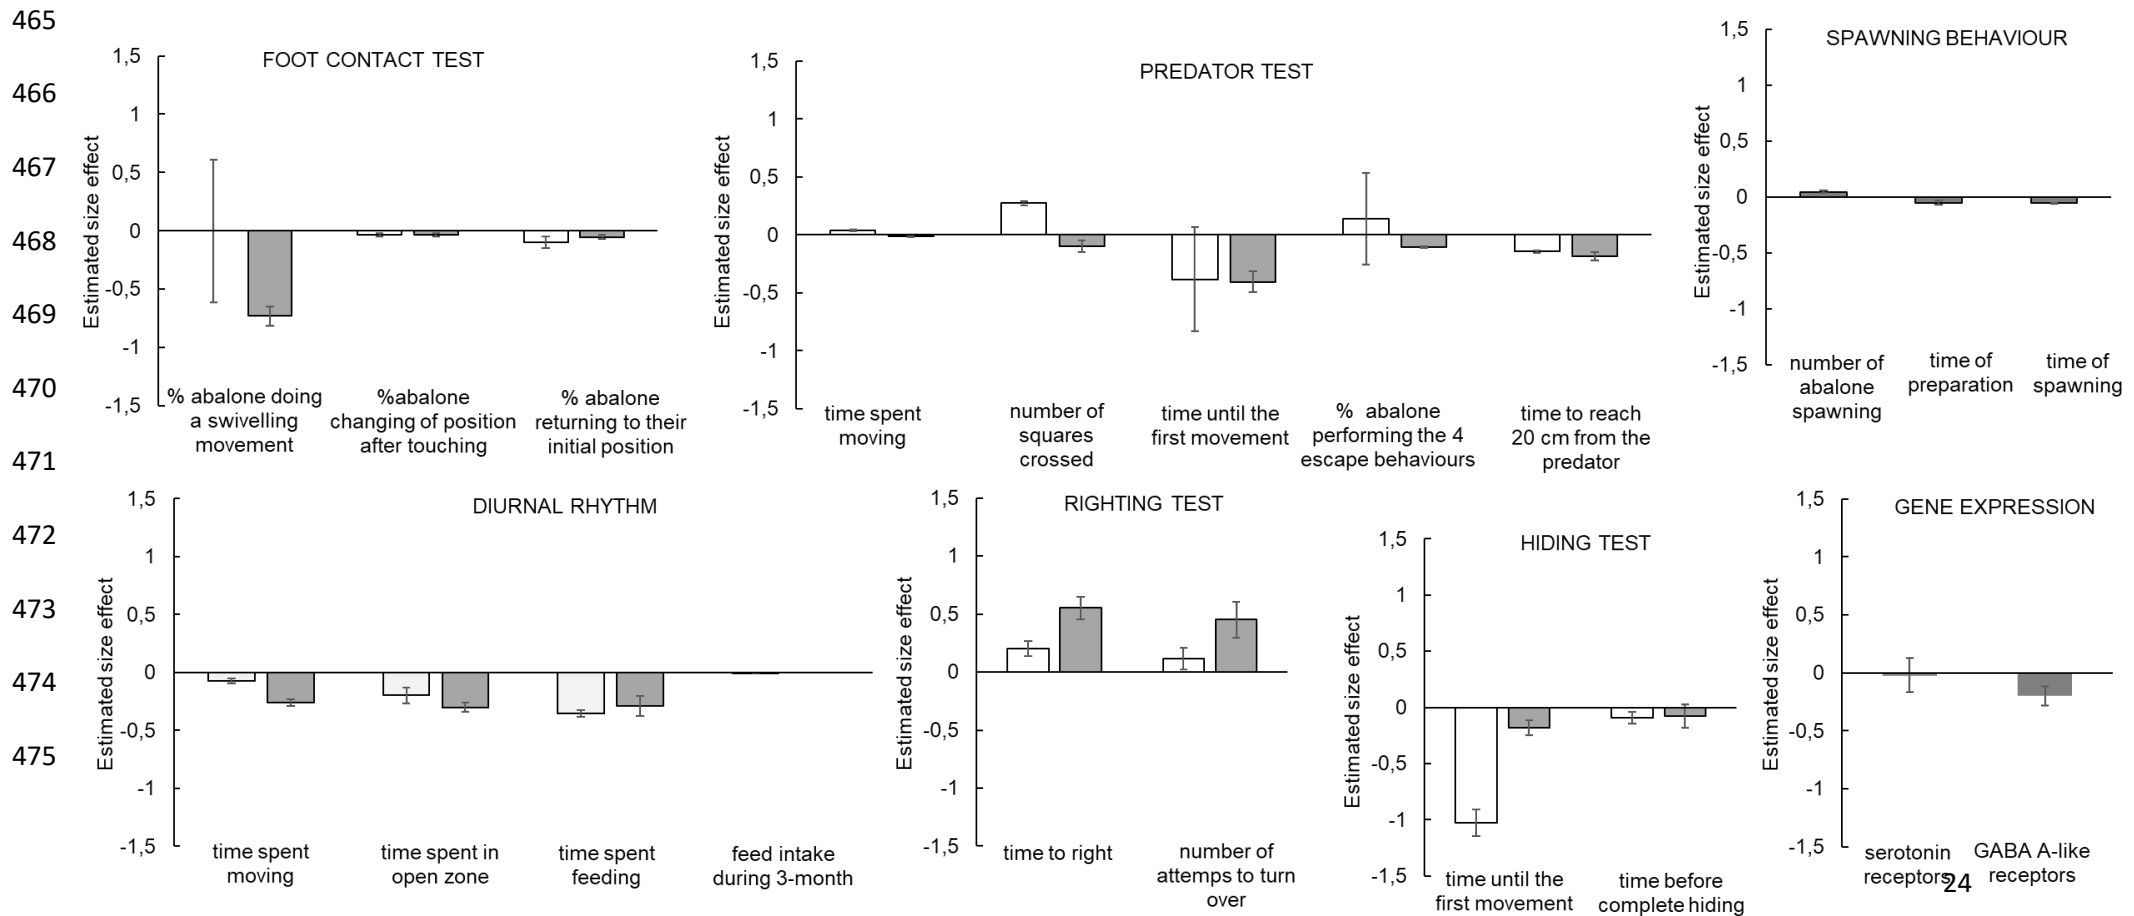 465
466
467
468
469
470
471
472
473
474
475
FOOT CONTACT TEST
Estimated size effect
1,5
1
0,5
0
-0,5
-1
-1,5
% abalone doing
a swivelling
movement
%abalone
changing of position
after touching
% abalone
returning to their
initial position
PREDATOR TEST
Estimated size effect
1,5
1
0,5
0
-0,5
-1
-1,5
time spent
moving
number of
squares
crossed
time until the
first movement
% abalone
performing the 4
escape behaviours
time to reach
20 cm from the
predator
SPAWNING BEHAVIOUR
Estimated size effect
1,5
1
0,5
0
-0,5
-1
-1,5
number of
abalone
spawning
time of
preparation
time of
spawning
DIURNAL RHYTHM
Estimated size effect
1,5
1
0,5
0
-0,5
-1
-1,5
time spent
moving
time spent in
open zone
time spent
feeding
feed intake
during 3-month
RIGHTING TEST
Estimated size effect
1,5
1
0,5
0
-0,5
-1
-1,5
time to right
number of
attemps to turn
over
HIDING TEST
Estimated size effect
1,5
1
0,5
0
-0,5
-1
-1,5
time until the
first movement
time before
complete hiding
GENE EXPRESSION
Estimated size effect
1,5
1
0,5
0
-0,5
-1
-1,5
serotonin
receptors
GABA A-like
receptors
24